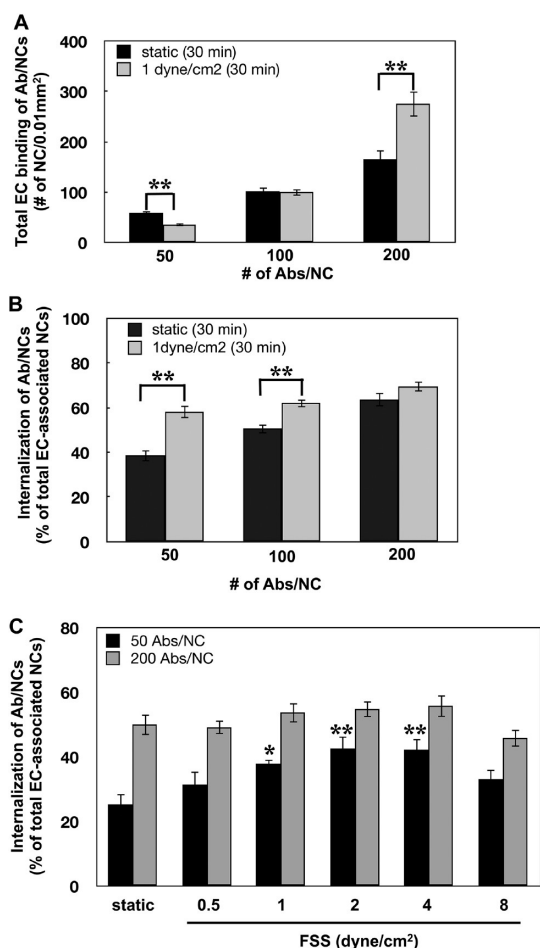 A
Total EC binding of Ab/NCs
(# of NC/0.01mm²)
400
300
200
100
0
static (30 min)
1 dyne/cm2 (30 min)
**
**
50 100 200
# of Abs/NC
B
Internalization of Ab/NCs
(% of total EC-associated NCs)
100
80
60
40
20
0
static (30 min)
1dyne/cm2 (30 min)
**
**
50 100 200
# of Abs/NC
C
Internalization of Ab/NCs
(% of total EC-associated NCs)
80
60
40
20
0
50 Abs/NC
200 Abs/NC
*
**
**
static 0.5 1 2 4 8
FSS (dyne/cm²)